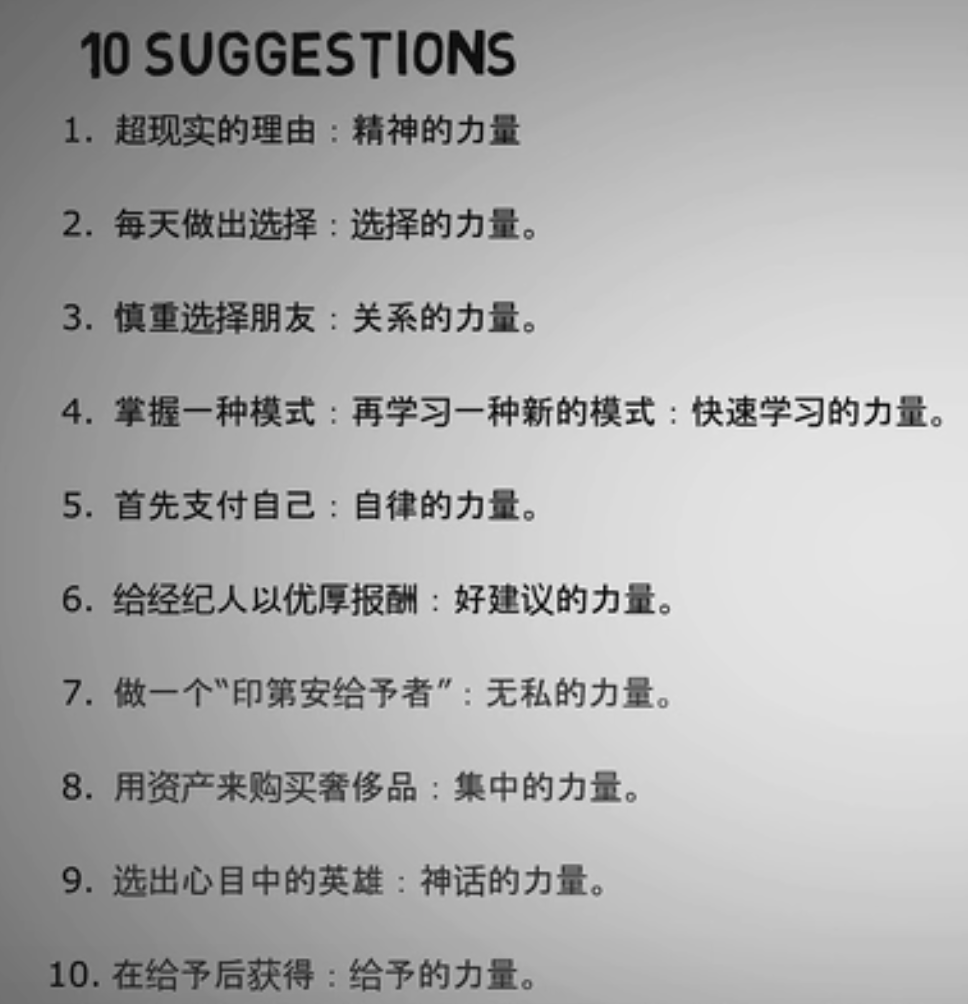 10 SUGGESTIONS
1. 超现实的理由：精神的力量
2. 每天做出选择：选择的力量。
3. 慎重选择朋友：关系的力量。
4. 掌握一种模式：再学习一种新的模式：快速学习的力量。
5. 首先支付自己：自律的力量。
6. 给经纪人以优厚报酬：好建议的力量。
7. 做一个“印第安给予者”：无私的力量。
8. 用资产来购买奢侈品：集中的力量。
9. 选出心目中的英雄：神话的力量。
10. 在给予后获得：给予的力量。